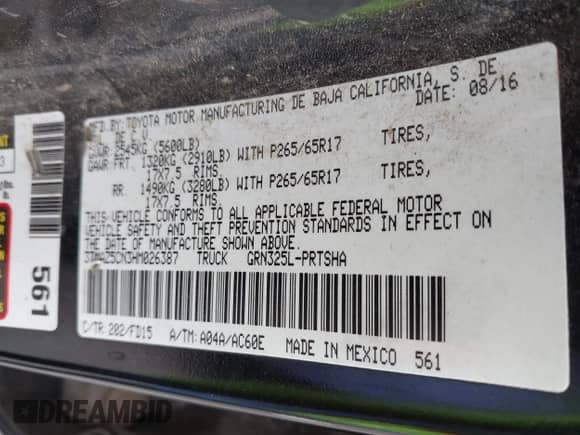 MFD.BY:TOYOTA MOTOR MANUFACTURING DE BAJA CALIFORNIA, S. DE
DATE: 08/16
(5600LB)
GAWR FRT. 1320KG (2910LB) WITH P265/65R17 TIRES,
17X7.5 RIMS,
RR. 1490KG (3280LB) WITH P265/65R17 TIRES,
17X7.5 RIMS.
THIS VEHICLE CONFORMS TO ALL APPLICABLE FEDERAL MOTOR
VEHICLE SAFETY AND THEFT PREVENTION STANDARDS IN EFFECT ON
THE DATE OF MANUFACTURE SHOWN ABOVE.
TRUCK GRN325L-PRTSHA
C/TR: 202/FD15 A/TM: A04A/AC60E MADE IN MEXICO 561
561
DREAMBID